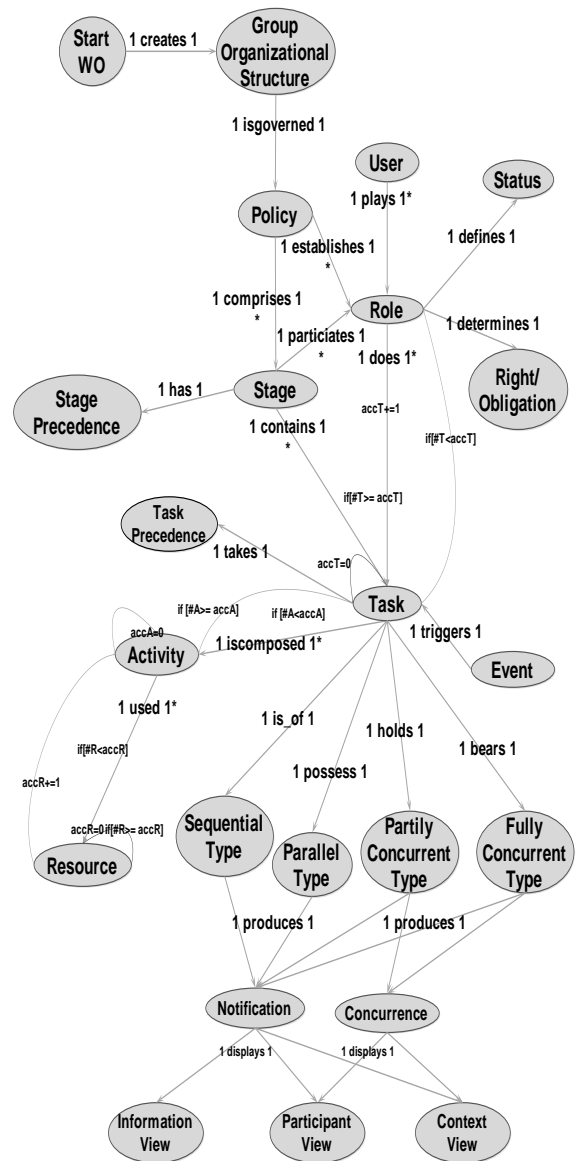 Start
WO
1 creates 1
Group
Organizational
Structure
1 isgoverned 1
User
Status
1 plays 1*
Policy
1 establishes 1
*
1 defines 1
Role
1 comprises 1
*
1 particiates 1
*
1 determines 1
1 does 1*
Right/
Obligation
Stage
Precedence
1 has 1
Stage
accT+=1
1 contains 1
*
if[#T<accT]
if[#T>= accT]
Task
Precedence
1 takes 1
accT=0
Task
if [#A>= accA]
if [#A<accA]
accA=0
1 triggers 1
1 iscomposed 1*
Activity
Event
1 used 1*
1 is_of 1
1 holds 1
1 bears 1
if[#R<accR]
1 possess 1
accR+=1
accR=0
if[#R>= accR]
Resource
Sequential
Type
Parallel
Type
Partily
Concurrent
Type
Fully
Concurrent
Type
1 produces 1
1 produces 1
Notification
Concurrence
1 displays 1
1 displays 1
Information
View
Participant
View
Context
View